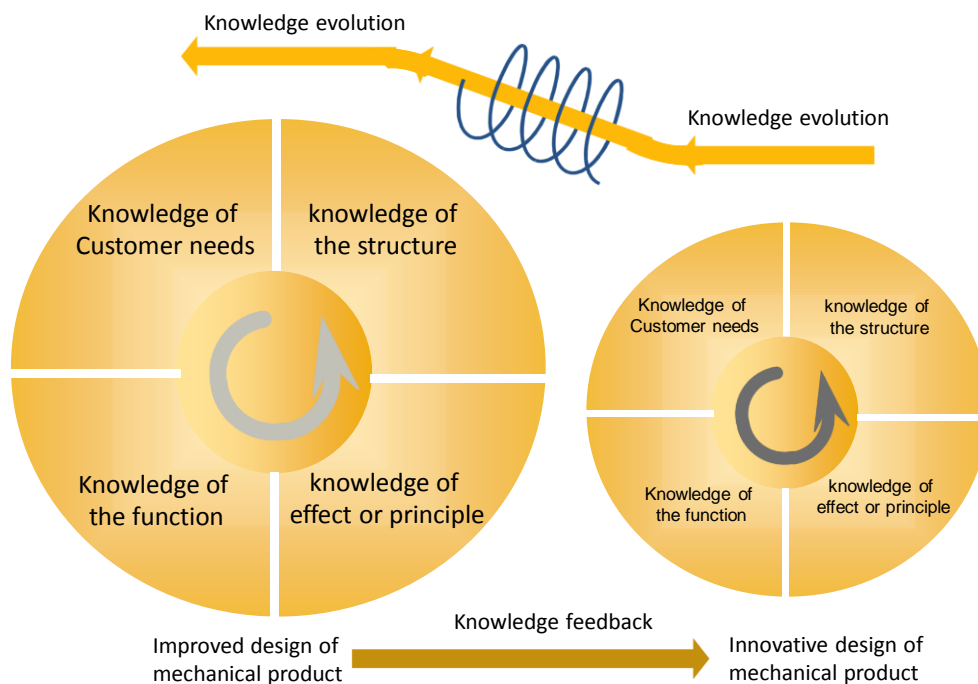 Knowledge evolution
Knowledge evolution
Knowledge of
Customer needs
knowledge of
the structure
Knowledge of
the function
knowledge of
effect or principle
Knowledge of
Customer needs
knowledge of
the structure
Knowledge of
the function
knowledge of
effect or principle
Improved design of
mechanical product
Knowledge feedback
Innovative design of
mechanical product